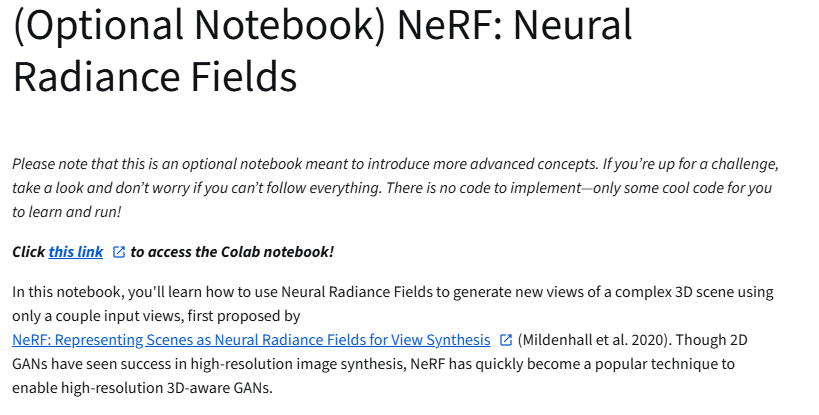 (Optional Notebook) NeRF: Neural
Radiance Fields
Please note that this is an optional notebook meant to introduce more advanced concepts. If you’re up for a challenge,
take a look and don’t worry if you can’t follow everything. There is no code to implement—only some cool code for you
to learn and run!
Click this link to access the Colab notebook!
In this notebook, you'll learn how to use Neural Radiance Fields to generate new views of a complex 3D scene using
only a couple input views, first proposed by
NeRF: Representing Scenes as Neural Radiance Fields for View Synthesis (Mildenhall et al. 2020). Though 2D
GANs have seen success in high-resolution image synthesis, NeRF has quickly become a popular technique to
enable high-resolution 3D-aware GANs.